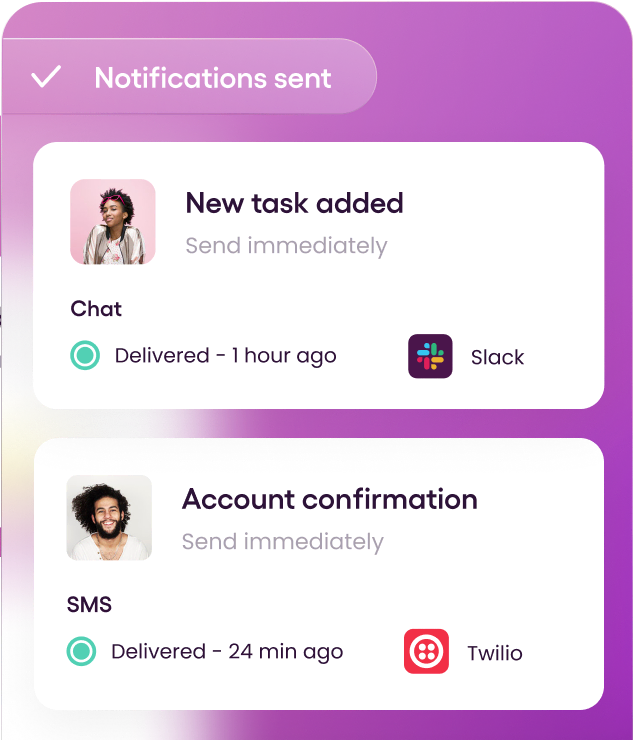 Notifications sent
New task added
Send immediately
Chat
Delivered - 1 hour ago
Slack
Account confirmation
Send immediately
SMS
Delivered - 24 min ago
Twilio